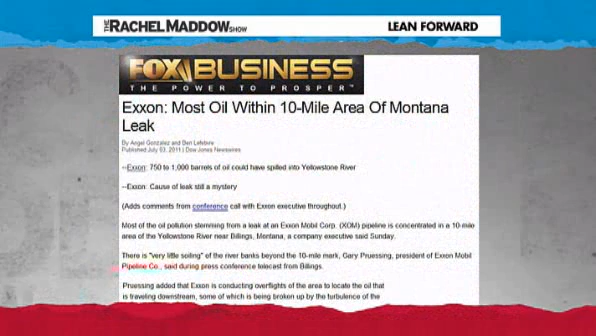 THE RACHEL MADDOW SHOW
LEAN FORWARD
FOX BUSINESS
THE POWER TO PROSPER™
Exxon: Most Oil Within 10-Mile Area Of Montana
Leak
By Angel Gonzalez and Ben Lefebvre
Published July 03, 2011 | Dow Jones Newswires
--Exxon: 750 to 1,000 barrels of oil could have spilled into Yellowstone River
--Exxon: Cause of leak still a mystery
(Adds comments from conference call with Exxon executive throughout.)
Most of the oil pollution stemming from a leak at an Exxon Mobil Corp. (XOM) pipeline is concentrated in a 10-mile
area of the Yellowstone River near Billings, Montana, a company executive said Sunday.
There is "very little soiling" of the river banks beyond the 10-mile mark, Gary Pruessing, president of Exxon Mobil
Pipeline Co., said during press conference telecast from Billings.
Pruessing added that Exxon is conducting overflights of the area to locate the oil that
is traveling downstream, some of which is being broken up by the turbulence of the